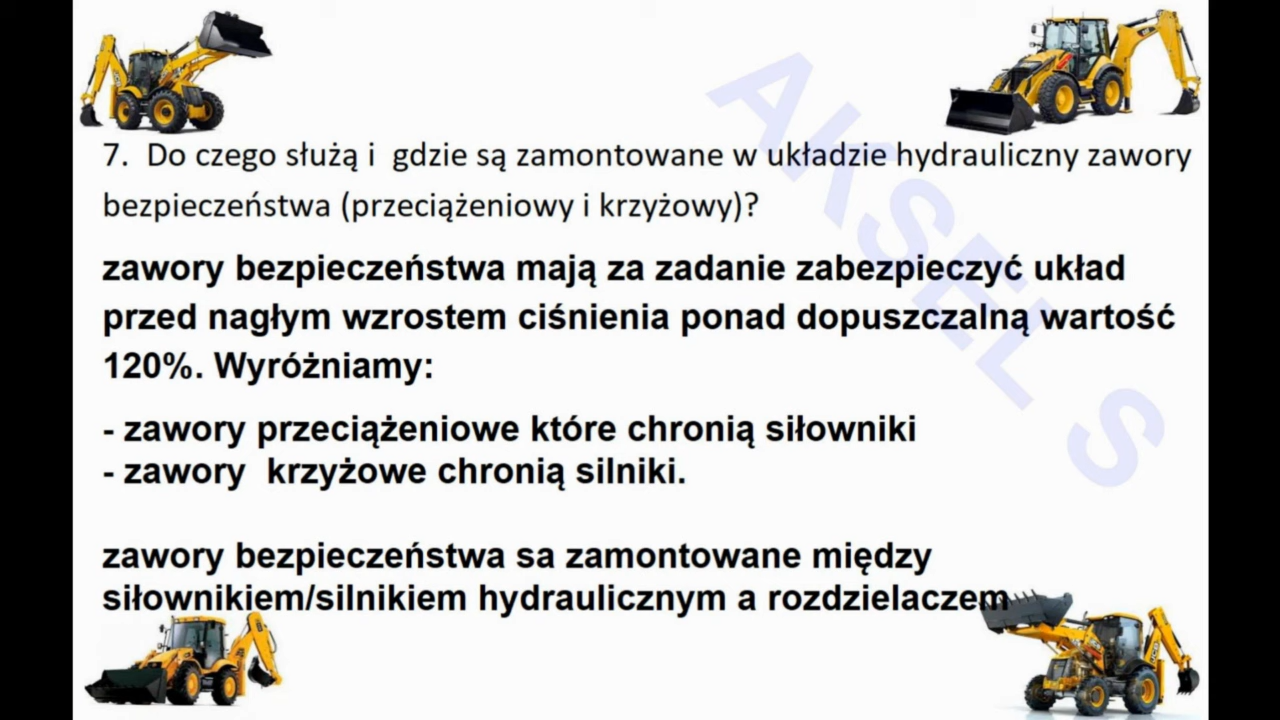 7. Do czego służą i gdzie są zamontowane w układzie hydrauliczny zawory
bezpieczeństwa (przeciążeniowy i krzyżowy)?
zawory bezpieczeństwa mają za zadanie zabezpieczyć układ
przed nagłym wzrostem ciśnienia ponad dopuszczalną wartość
120%. Wyróżniamy:
- zawory przeciążeniowe które chronią siłowniki
- zawory krzyżowe chronią silniki.
zawory bezpieczeństwa sa zamontowane między
siłownikiem/silnikiem hydraulicznym a rozdzielaczem
AKSEL S